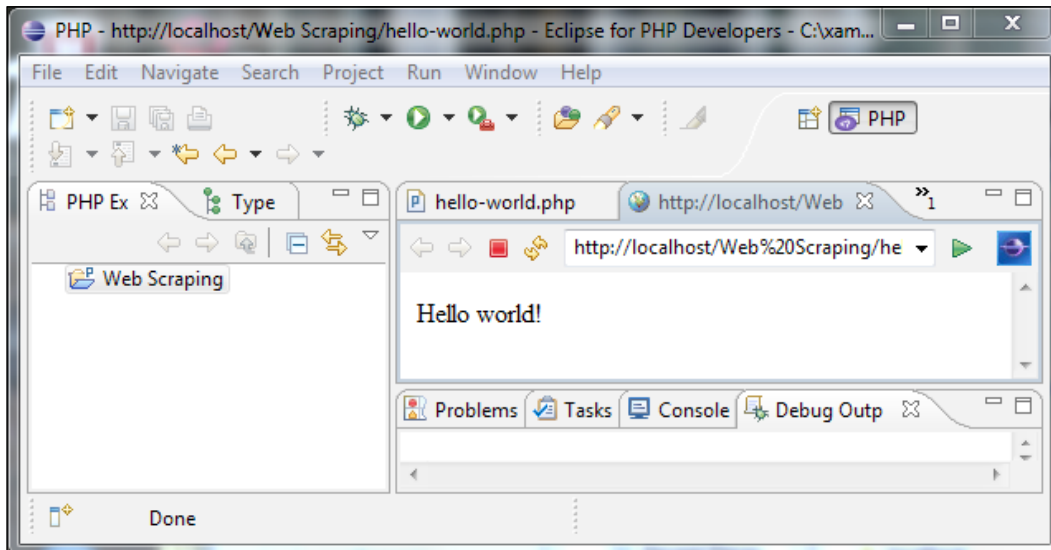 PHP - http://localhost/Web Scraping/hello-world.php - Eclipse for PHP Developers - C:\xam...
File Edit Navigate Search Project Run Window Help
PHP
PHP Ex Type
hello-world.php http://localhost/Web »1
http://localhost/Web%20Scraping/he
Web Scraping
Hello world!
Problems Tasks Console Debug Outp
Done